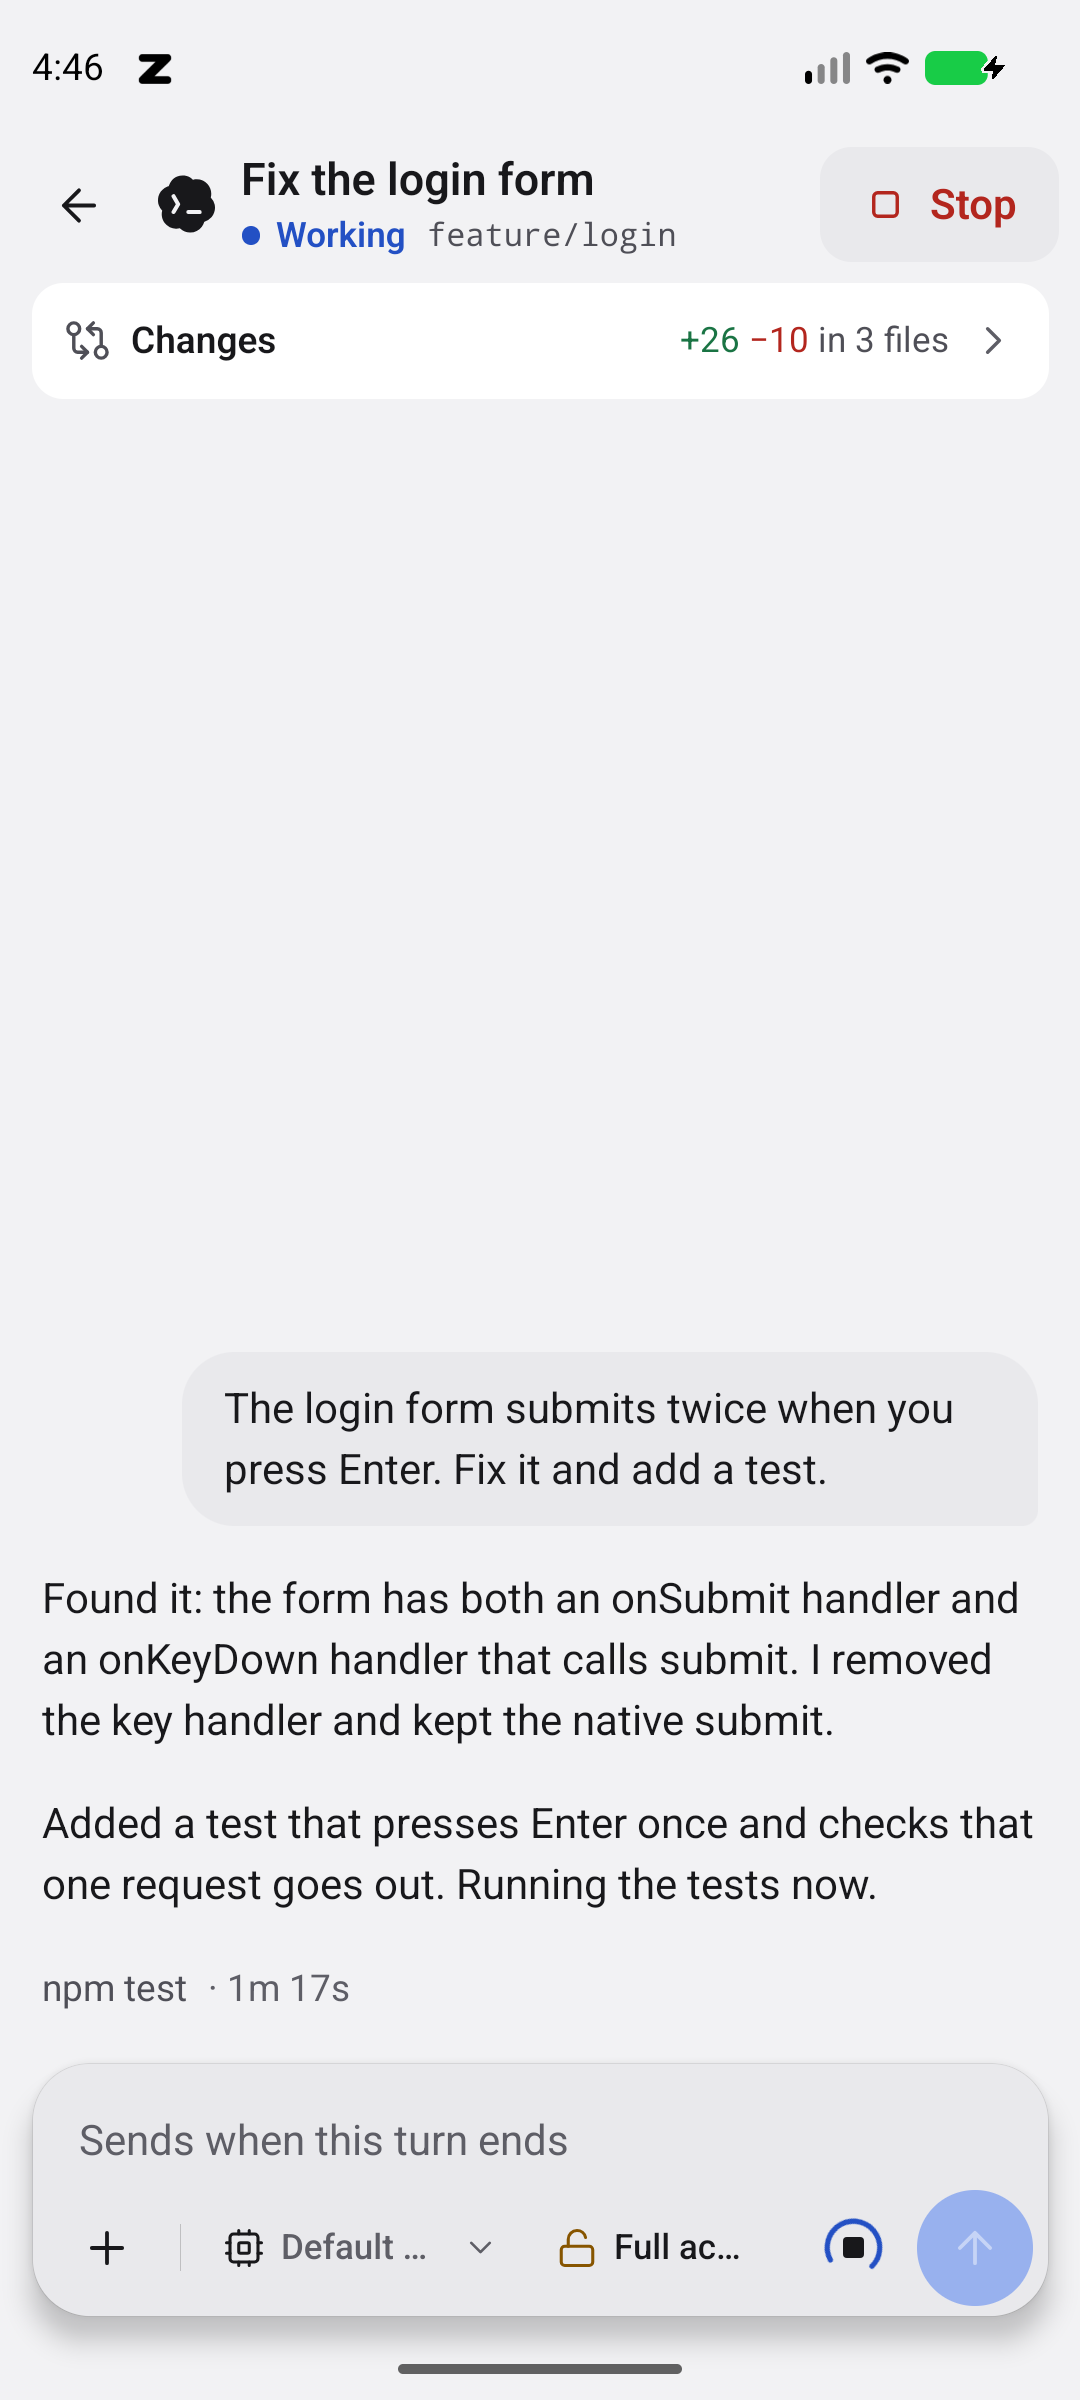 4:46
Fix the login form
Working feature/login
Stop
Changes
+26 −10 in 3 files
The login form submits twice when you
press Enter. Fix it and add a test.
Found it: the form has both an onSubmit handler and
an onKeyDown handler that calls submit. I removed
the key handler and kept the native submit.
Added a test that presses Enter once and checks that
one request goes out. Running the tests now.
npm test · 1m 17s
Sends when this turn ends
Default ...
Full ac...